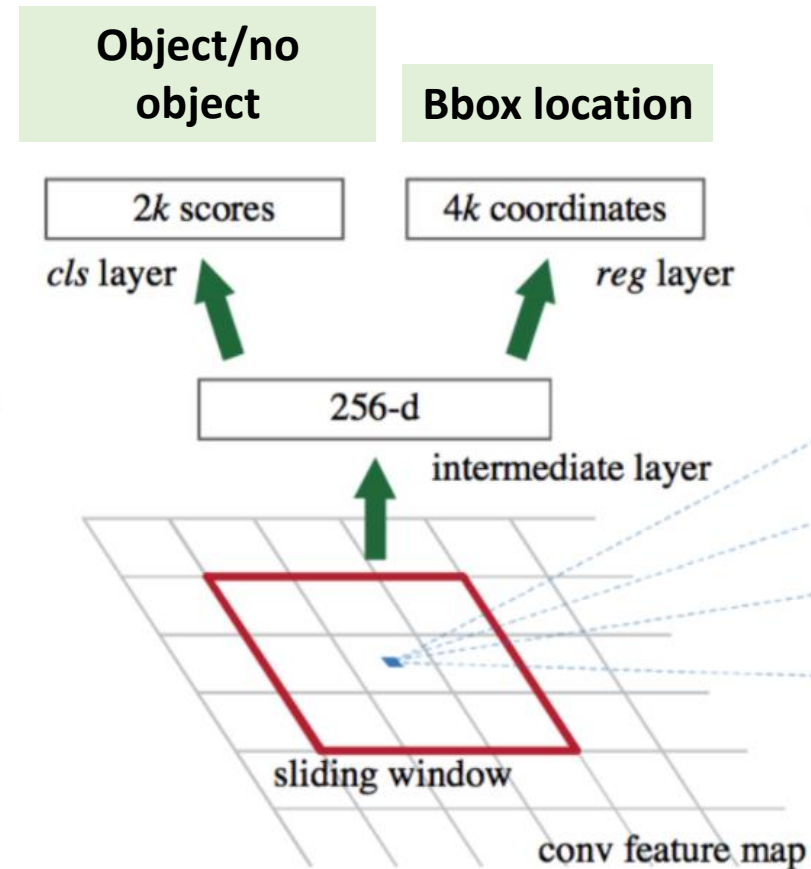 Object/no
object
Bbox location
2k scores
4k coordinates
cls layer
reg layer
256-d
intermediate layer
sliding window
conv feature map